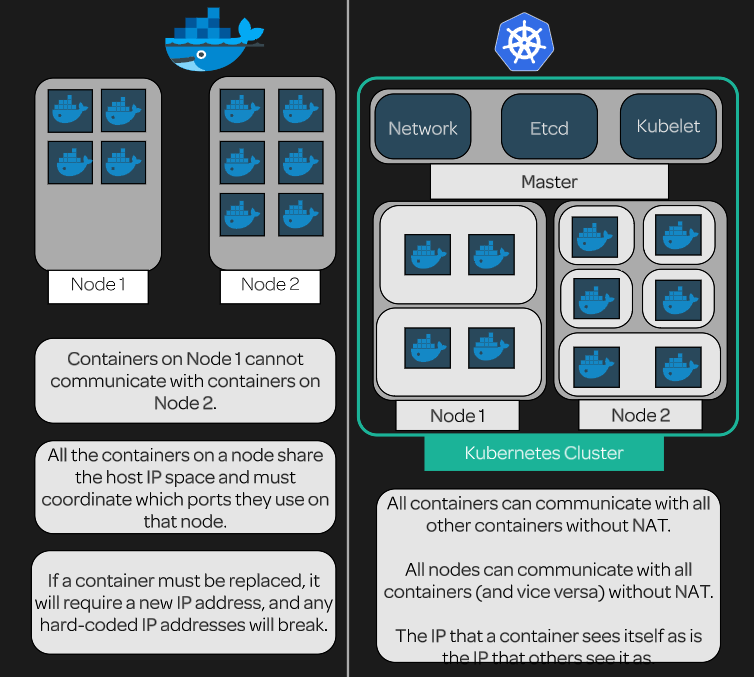 Node 1
Node 2
Containers on Node 1 cannot
communicate with containers on
Node 2.
All the containers on a node share
the host IP space and must
coordinate which ports they use on
that node.
If a container must be replaced, it
will require a new IP address, and any
hard-coded IP addresses will break.
Network
Etcd
Kubelet
Master
Node 1
Node 2
Kubernetes Cluster
All containers can communicate with all
other containers without NAT.
All nodes can communicate with all
containers (and vice versa) without NAT.
The IP that a container sees itself as is
the IP that others see it as.